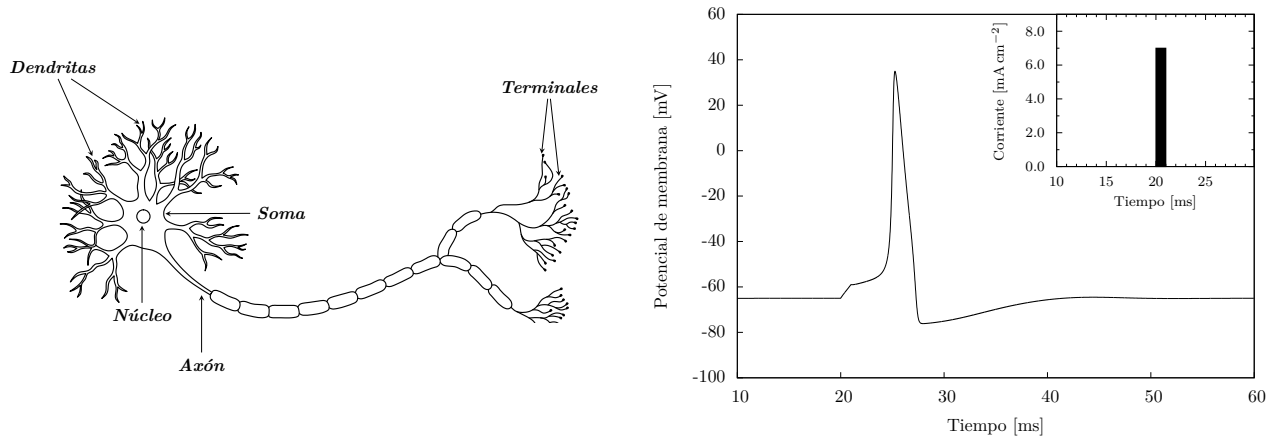 Dendritas
Terminales
Soma
Núcleo
Axón
Potencial de membrana [mV]
60
40
20
0
-20
-40
-60
-80
-100
10 20 30 40 50 60
Tiempo [ms]
Corriente [mA cm⁻²]
8.0
6.0
4.0
2.0
0.0
10 15 20 25
Tiempo [ms]